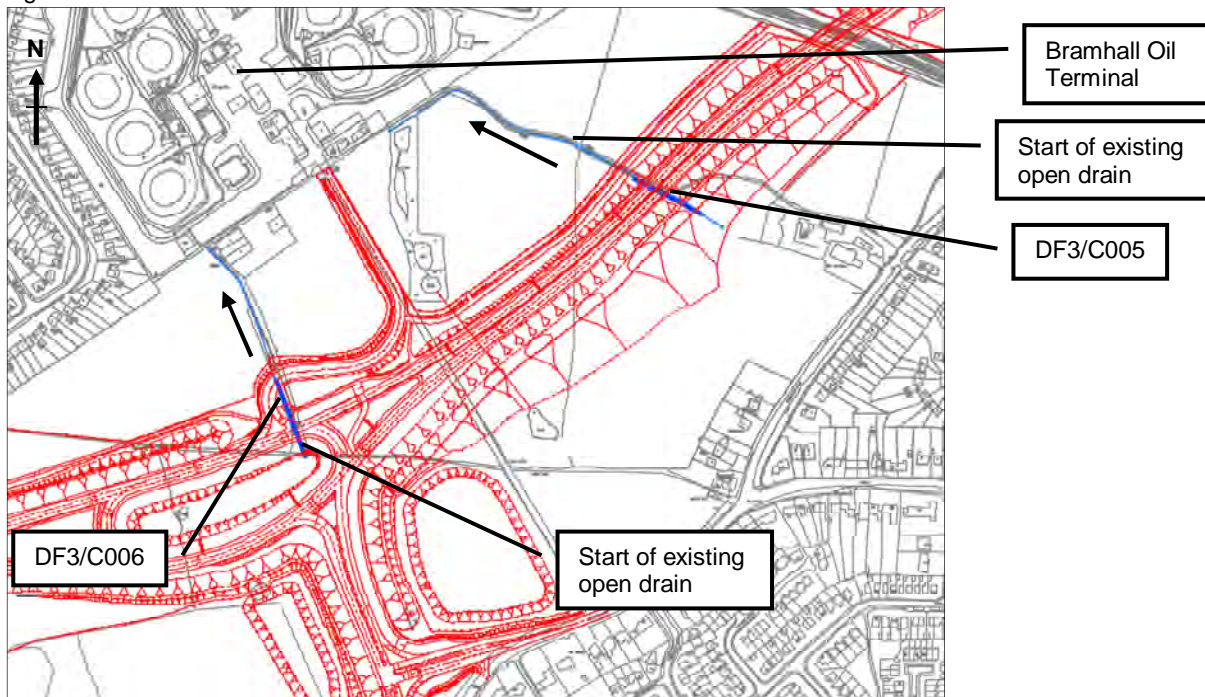 N
Bramhall Oil
Terminal
Start of existing
open drain
DF3/C005
DF3/C006
Start of existing
open drain